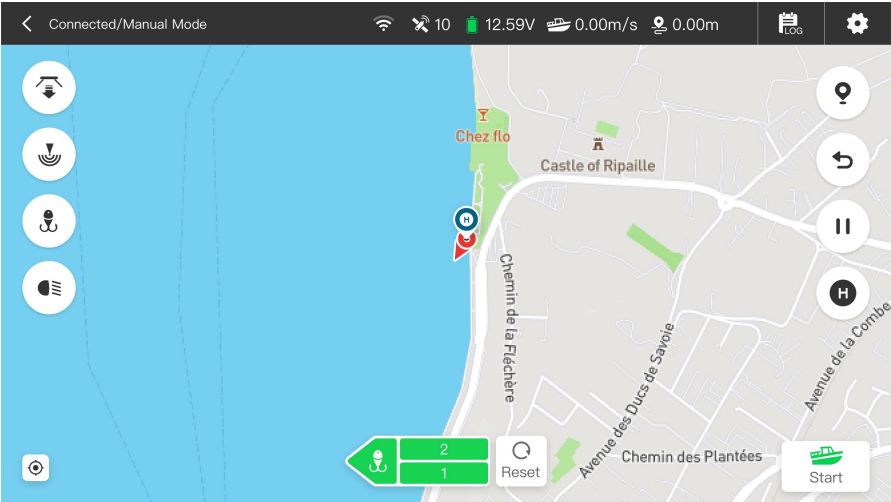 Connected/Manual Mode
10
12.59V
0.00m/s
0.00m
LOG
Chez flo
Castle of Ripaille
H
H
Chemin de la Fléchère
Avenue des Ducs de Savoie
Avenue de la Combe
2
1
Reset
Chemin des Plantées
Start